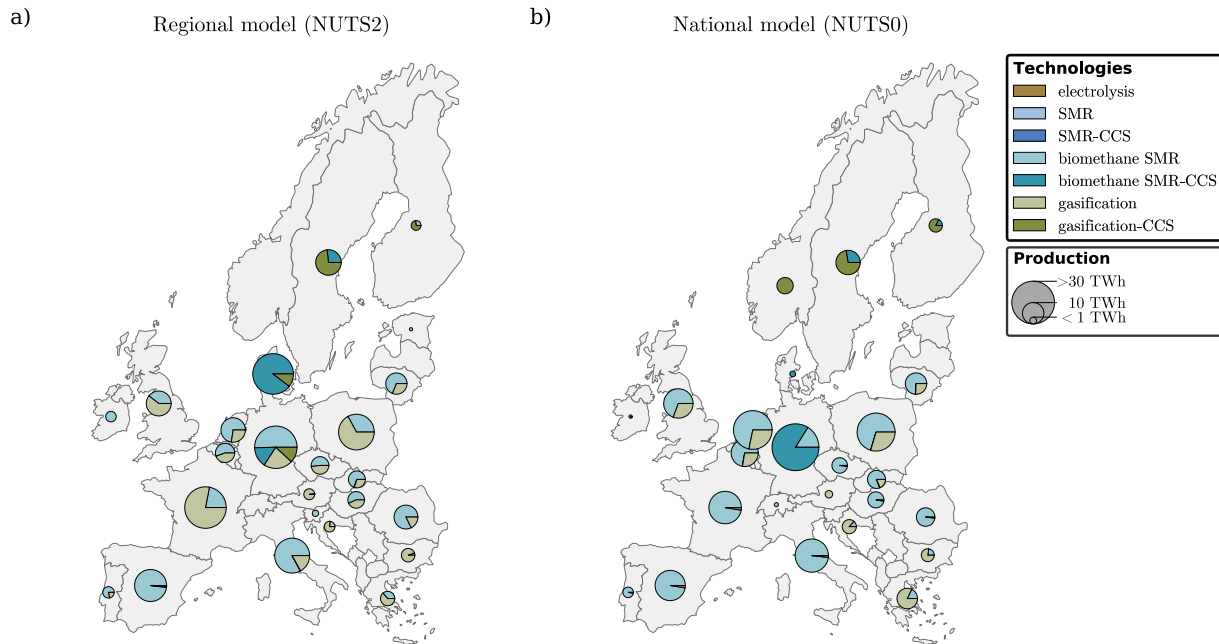 a)
Regional model (NUTS2)
b)
National model (NUTS0)
Technologies
electrolysis
SMR
SMR-CCS
biomethane SMR
biomethane SMR-CCS
gasification
gasification-CCS
Production
>30 TWh
10 TWh
< 1 TWh